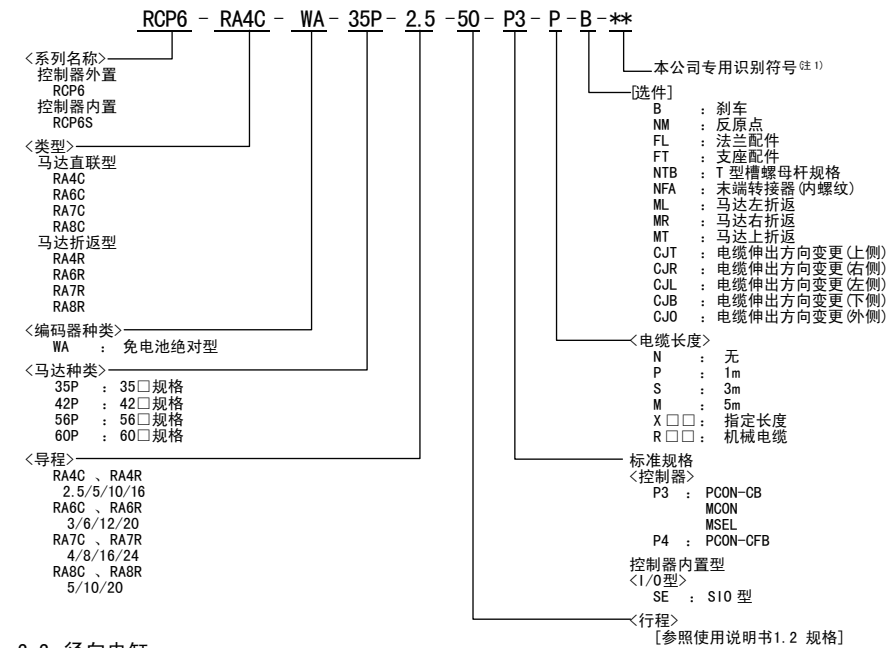 RCP6 - RA4C - WA - 35P - 2.5 - 50 - P3 - P - B - **
<系列名称>
控制器外置
RCP6
控制器内置
RCP6S
<类型>
马达直联型
RA4C
RA6C
RA7C
RA8C
马达折返型
RA4R
RA6R
RA7R
RA8R
<编码器种类>
WA : 免电池绝对型
<马达种类>
35P : 35□规格
42P : 42□规格
56P : 56□规格
60P : 60□规格
<导程>
RA4C 、RA4R
2.5/5/10/16
RA6C 、RA6R
3/6/12/20
RA7C 、RA7R
4/8/16/24
RA8C 、RA8R
5/10/20
本公司专用识别符号(注1)
[选件]
B : 刹车
NM : 反原点
FL : 法兰配件
FT : 支座配件
NTB : T 型槽螺母杆规格
NFA : 末端转接器(内螺纹)
ML : 马达左折返
MR : 马达右折返
MT : 马达上折返
CJT : 电缆伸出方向变更(上侧)
CJR : 电缆伸出方向变更(右侧)
CJL : 电缆伸出方向变更(左侧)
CJB : 电缆伸出方向变更(下侧)
CJO : 电缆伸出方向变更(外侧)
<电缆长度>
N : 无
P : 1m
S : 3m
M : 5m
X□□ : 指定长度
R□□ : 机械电缆
标准规格
<控制器>
P3 : PCON-CB
MCON
MSEL
P4 : PCON-CFB
控制器内置型
<I/O型>
SE : SIO 型
<行程>
[参照使用说明书1.2 规格]